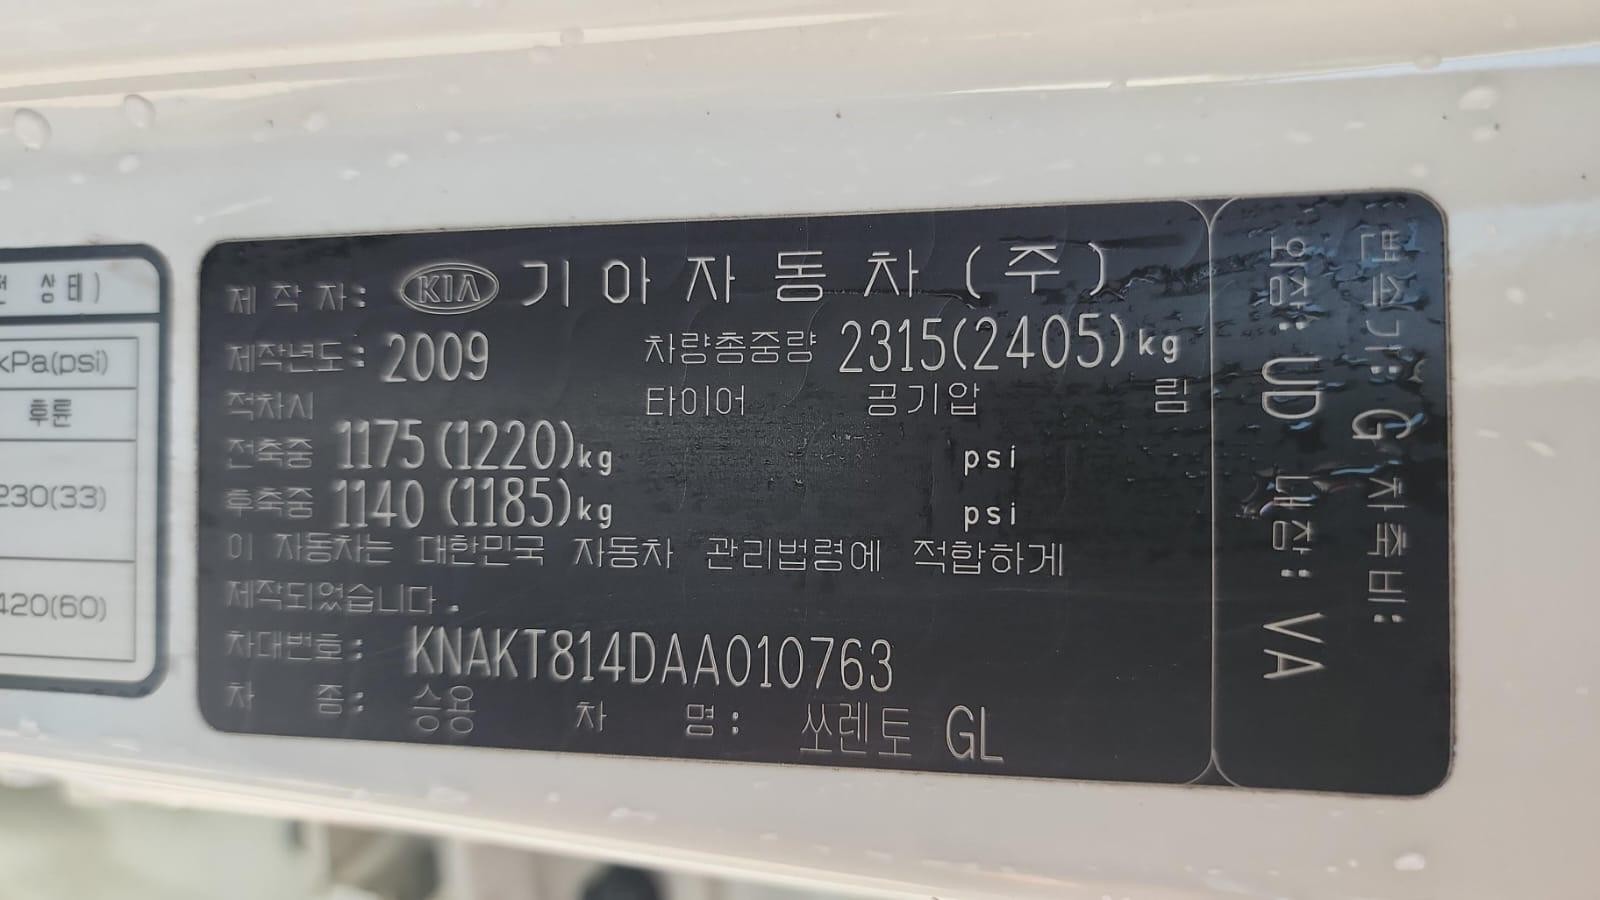 상태)
kPa(psi)
후륜
230(33)
420(60)
제 작 자: KIA 기아자동차(주)
제작년도: 2009 차량총중량 2315(2405)kg
적차시 타이어 공기압 림
전축중 1175(1220)kg psi
후축중 1140(1185)kg psi
이 자동차는 대한민국 자동차 관리법령에 적합하게
제작되었습니다.
차대번호: KNAKT814DAA010763
차 종: 승용 차 명: 쏘렌토 GL
변속기: G 차축비:
외장: UD 내장: VA